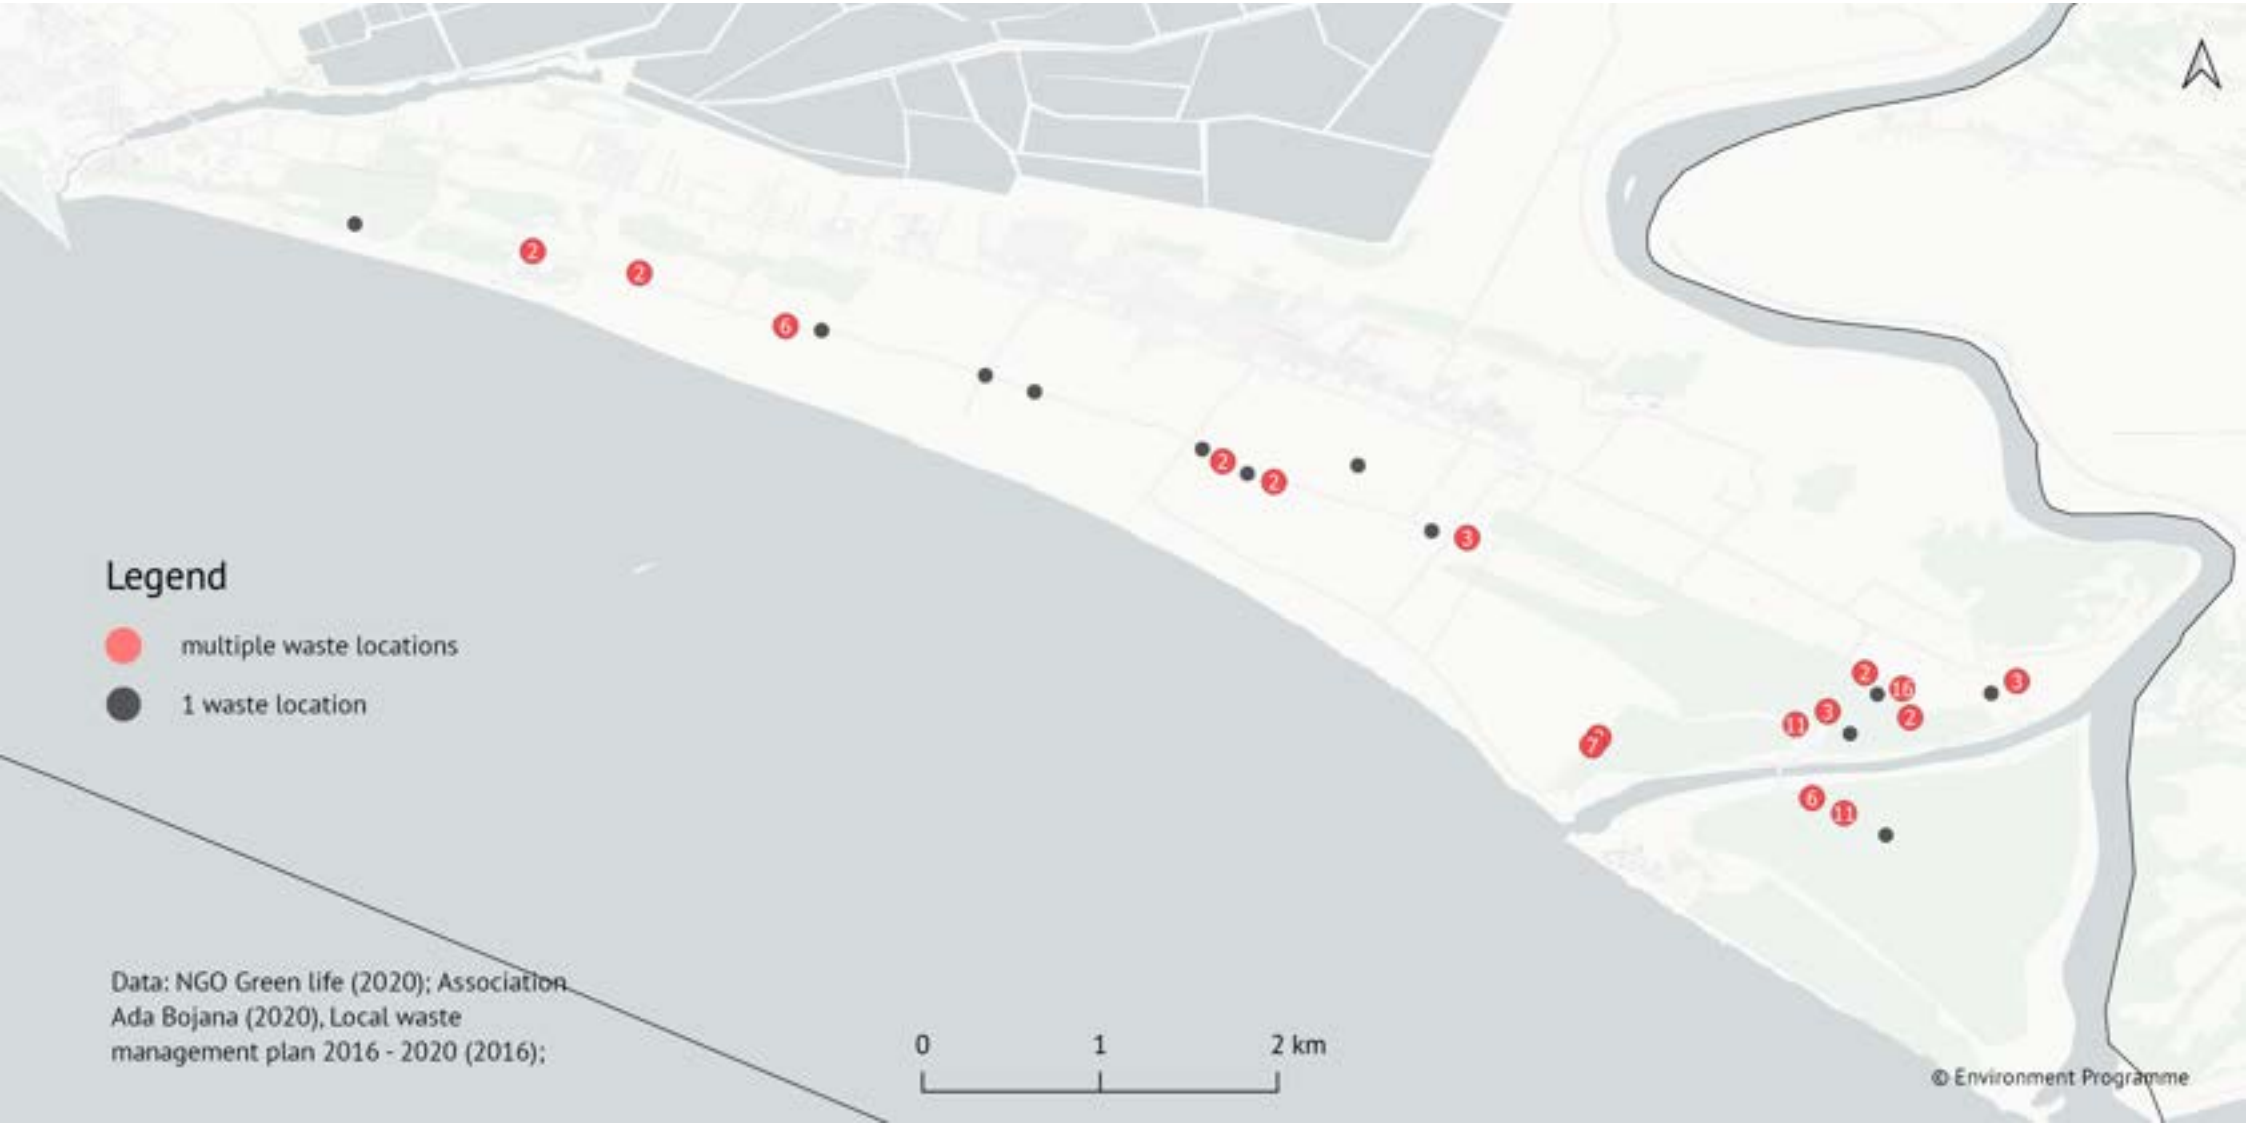 2
2
6
2
2
3
2
16
3
3
11
2
7
6
11
Legend
multiple waste locations
1 waste location
Data: NGO Green life (2020); Association
Ada Bojana (2020), Local waste
management plan 2016 - 2020 (2016);
0 1 2 km
© Environment Programme